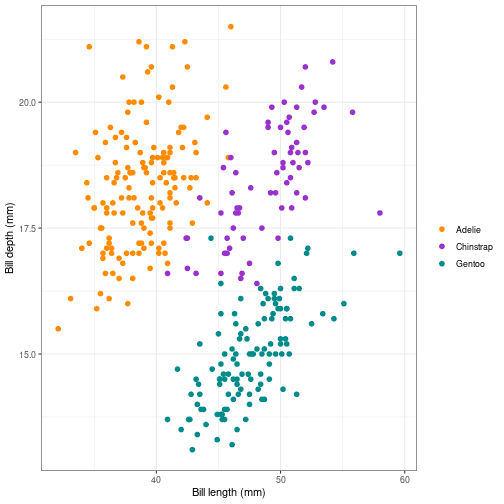 20.0
17.5
15.0
Bill depth (mm)
40
50
60
Bill length (mm)
Adelie
Chinstrap
Gentoo